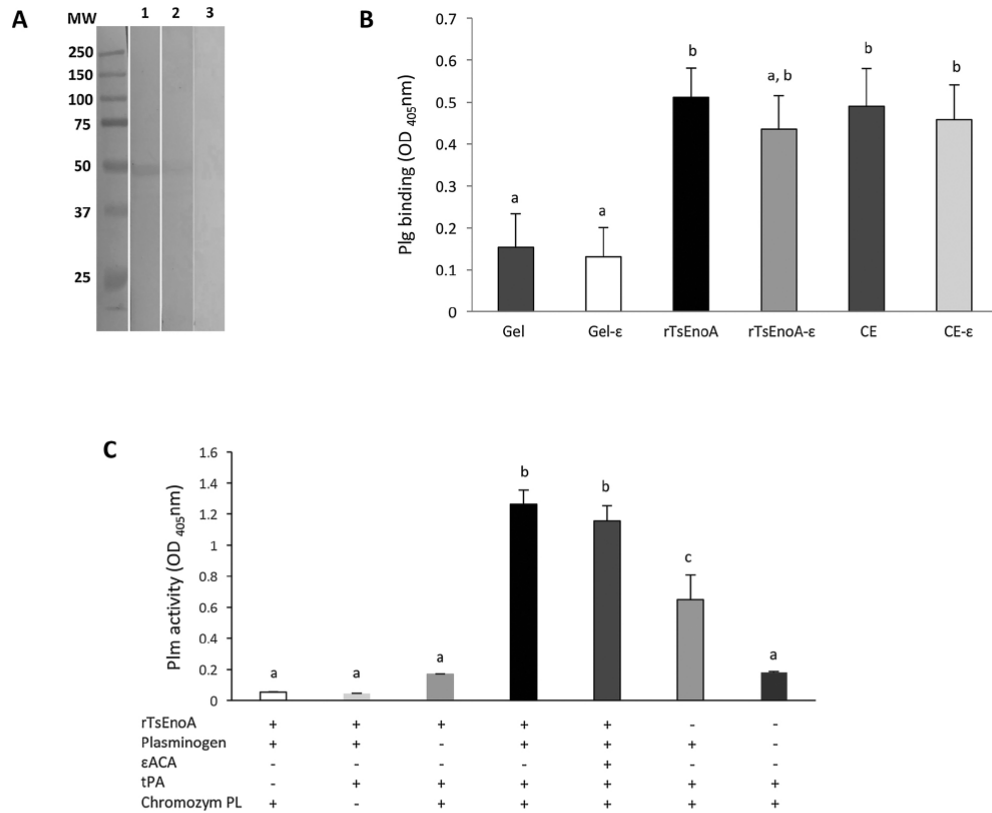 A
MW 1 2 3
250
150
100
75
50
37
25
B
Plg binding (OD 405nm)
0.7
0.6
0.5
0.4
0.3
0.2
0.1
0
a a b a, b b b
Gel Gel-ε rTsEnoA rTsEnoA-ε CE CE-ε
C
Plm activity (OD 405nm)
1.6
1.4
1.2
1
0.8
0.6
0.4
0.2
0
a a a b b c a
rTsEnoA + + + + + - -
Plasminogen + + - + + + -
εACA - - - - + - -
tPA - + + + + + +
Chromozym PL + - + + + + +